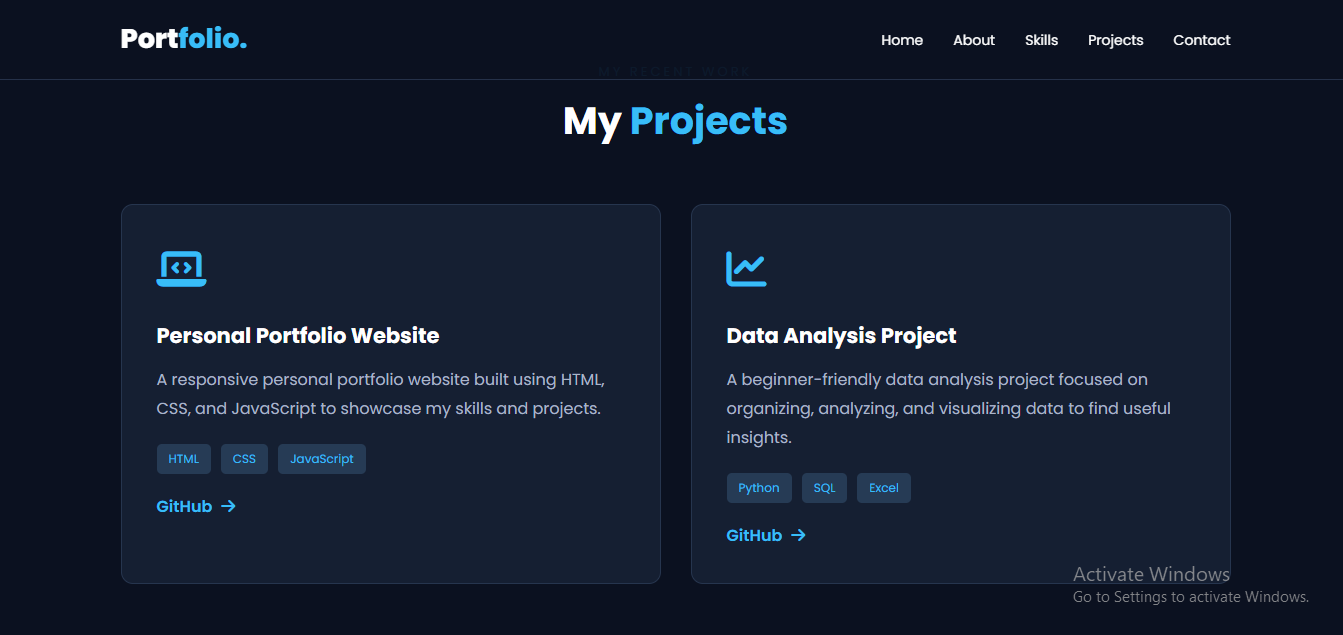 Portfolio.
Home About Skills Projects Contact
MY RECENT WORK
My Projects
Personal Portfolio Website
A responsive personal portfolio website built using HTML,
CSS, and JavaScript to showcase my skills and projects.
HTML CSS JavaScript
GitHub →
Data Analysis Project
A beginner-friendly data analysis project focused on
organizing, analyzing, and visualizing data to find useful
insights.
Python SQL Excel
GitHub →
Activate Windows
Go to Settings to activate Windows.